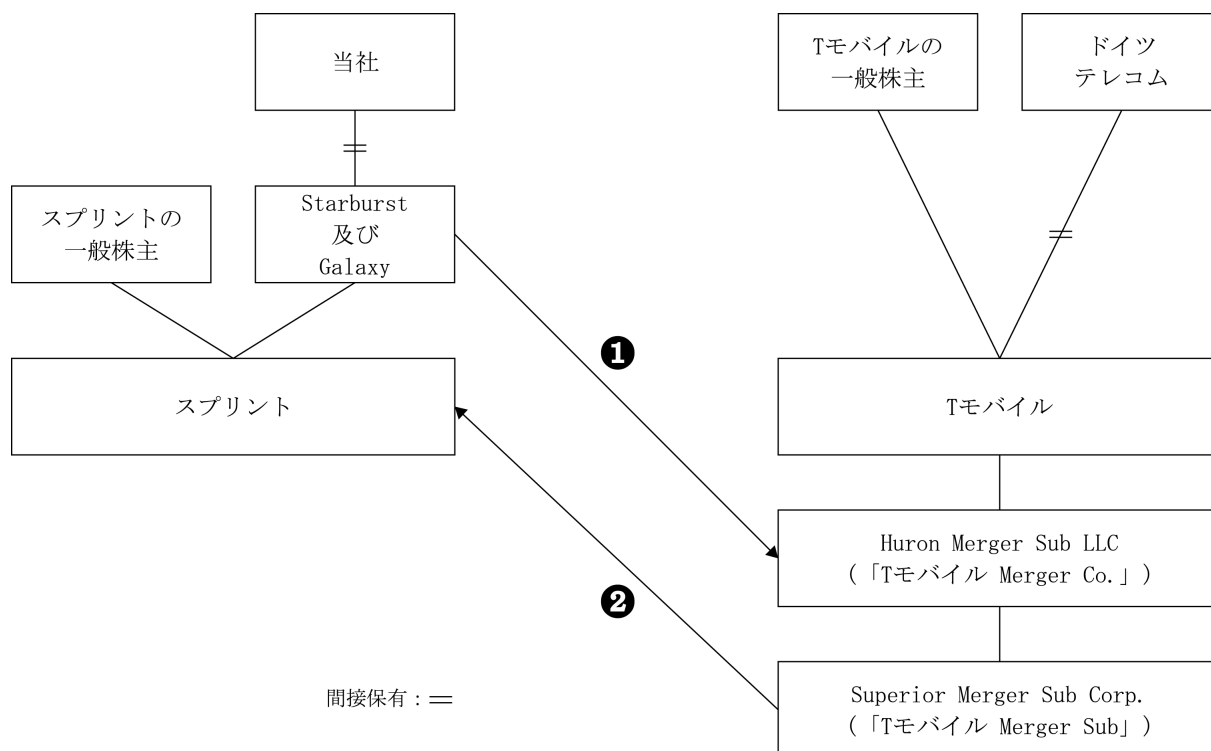 当社
Tモバイルの
一般株主
ドイツ
テレコム
スプリントの
一般株主
Starburst
及び
Galaxy
❶
スプリント
Tモバイル
Huron Merger Sub LLC
(「Tモバイル Merger Co.」)
❷
間接保有：＝
Superior Merger Sub Corp.
(「Tモバイル Merger Sub」)